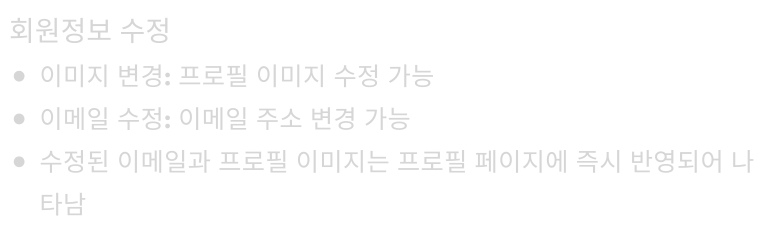 회원정보 수정
● 이미지 변경: 프로필 이미지 수정 가능
● 이메일 수정: 이메일 주소 변경 가능
● 수정된 이메일과 프로필 이미지는 프로필 페이지에 즉시 반영되어 나
타남